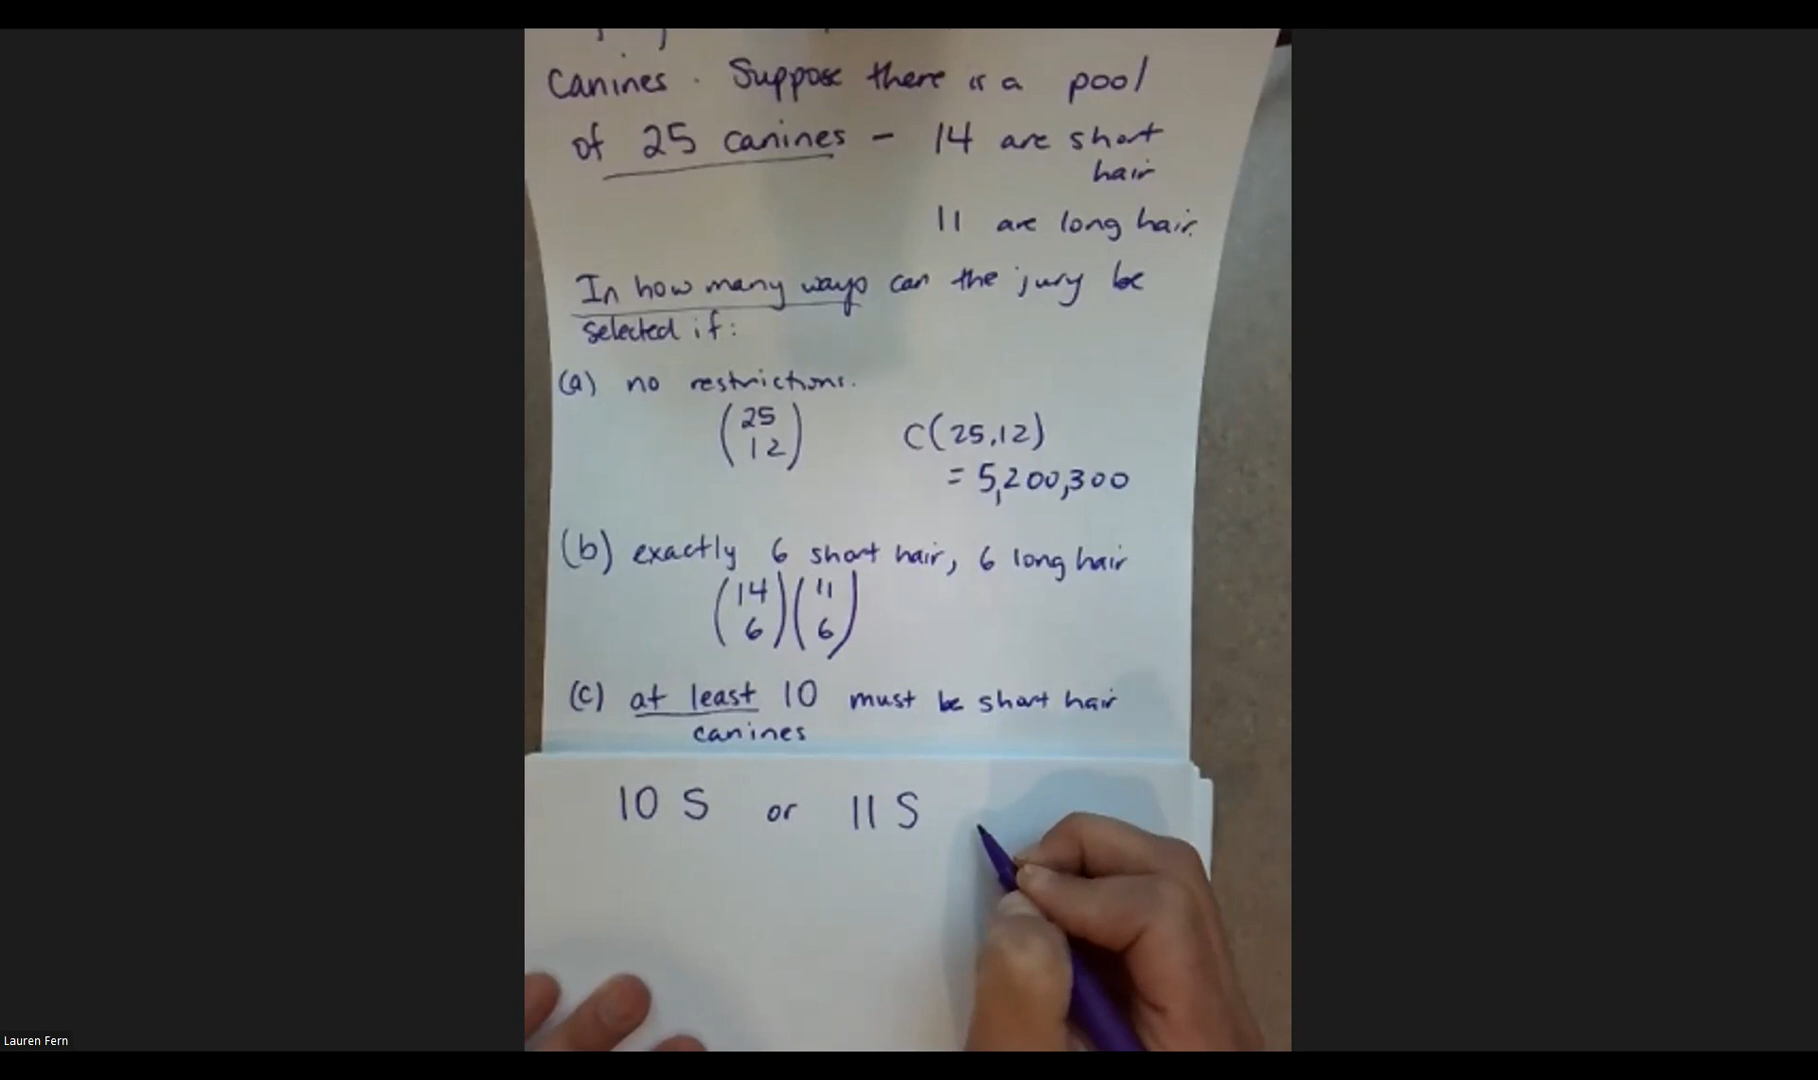 Canines. Suppose there is a pool
of 25 canines - 14 are short
hair
11 are long hair.
In how many ways can the jury be
selected if:
(a) no restrictions.
(25
12) C(25,12)
= 5,200,300
(b) exactly 6 short hair, 6 long hair
(14
6) (11
6)
(c) at least 10 must be short hair
canines
10 S or 11 S
Lauren Fern